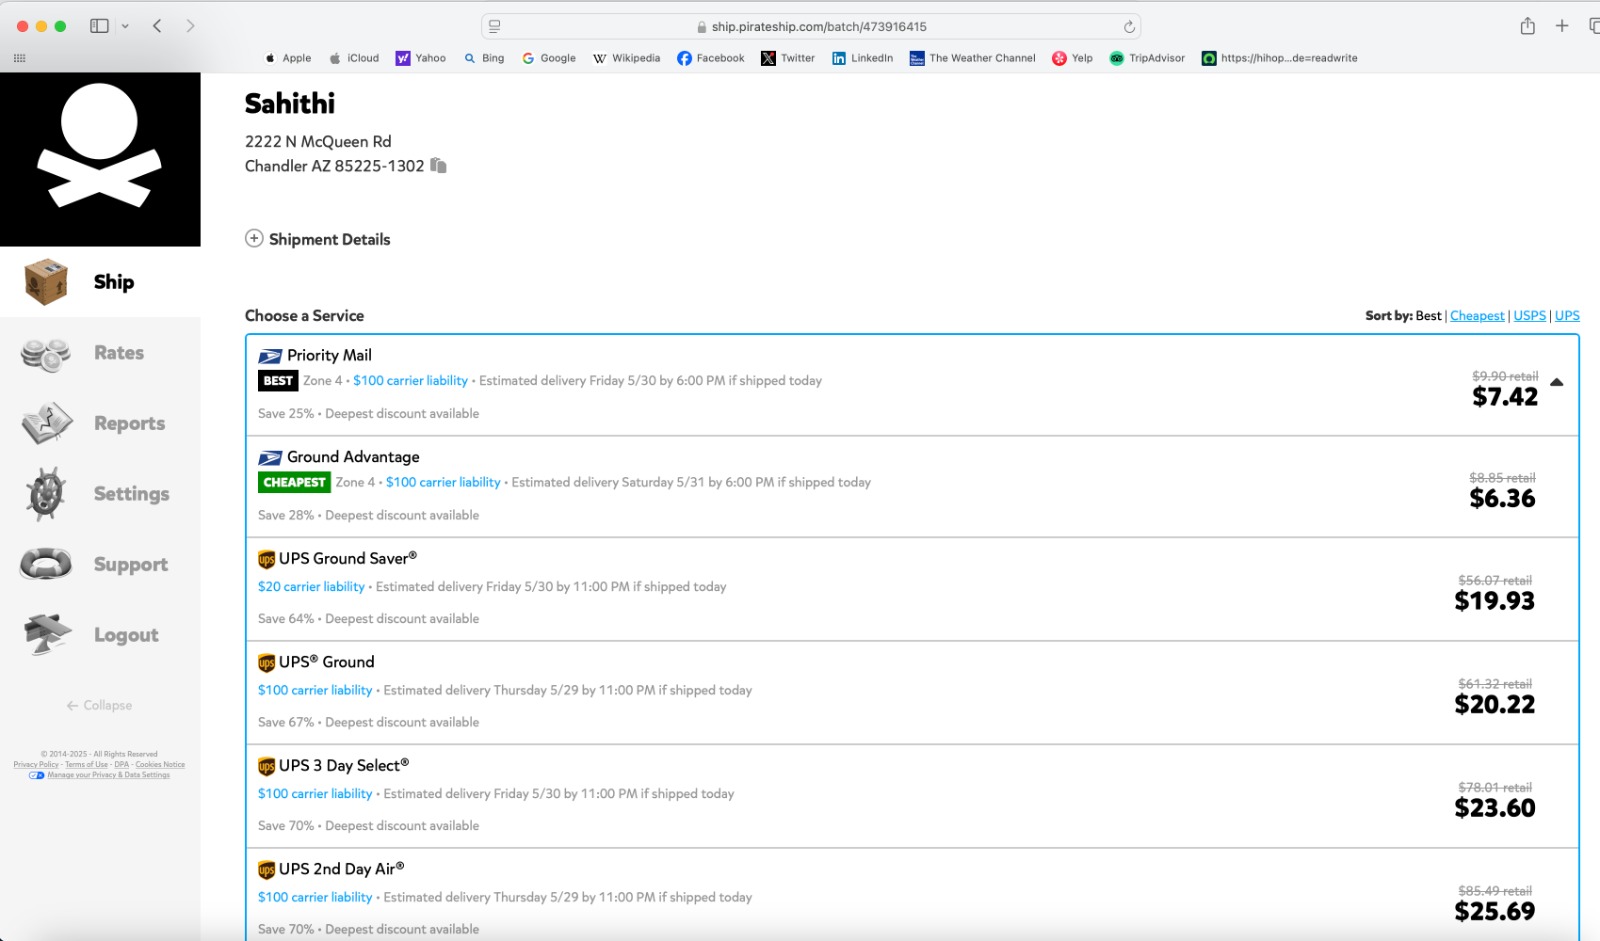 ship.pirateship.com/batch/473916415
Apple iCloud Yahoo Bing Google Wikipedia Facebook Twitter LinkedIn The Weather Channel Yelp TripAdvisor https://hihop...de=readwrite
Sahithi
2222 N McQueen Rd
Chandler AZ 85225-1302
Shipment Details
Ship
Rates
Reports
Settings
Support
Logout
← Collapse
© 2014-2025 - All Rights Reserved
Privacy Policy - Terms of Use - DPA - Cookies Notice
Manage your Privacy & Data Settings
Choose a Service
Sort by: Best | Cheapest | USPS | UPS
Priority Mail
BEST Zone 4 • $100 carrier liability • Estimated delivery Friday 5/30 by 6:00 PM if shipped today
Save 25% • Deepest discount available
$9.90 retail
$7.42
Ground Advantage
CHEAPEST Zone 4 • $100 carrier liability • Estimated delivery Saturday 5/31 by 6:00 PM if shipped today
Save 28% • Deepest discount available
$8.85 retail
$6.36
ups UPS Ground Saver®
$20 carrier liability • Estimated delivery Friday 5/30 by 11:00 PM if shipped today
Save 64% • Deepest discount available
$56.07 retail
$19.93
ups UPS® Ground
$100 carrier liability • Estimated delivery Thursday 5/29 by 11:00 PM if shipped today
Save 67% • Deepest discount available
$61.32 retail
$20.22
ups UPS 3 Day Select®
$100 carrier liability • Estimated delivery Friday 5/30 by 11:00 PM if shipped today
Save 70% • Deepest discount available
$78.01 retail
$23.60
ups UPS 2nd Day Air®
$100 carrier liability • Estimated delivery Thursday 5/29 by 11:00 PM if shipped today
Save 70% • Deepest discount available
$85.49 retail
$25.69